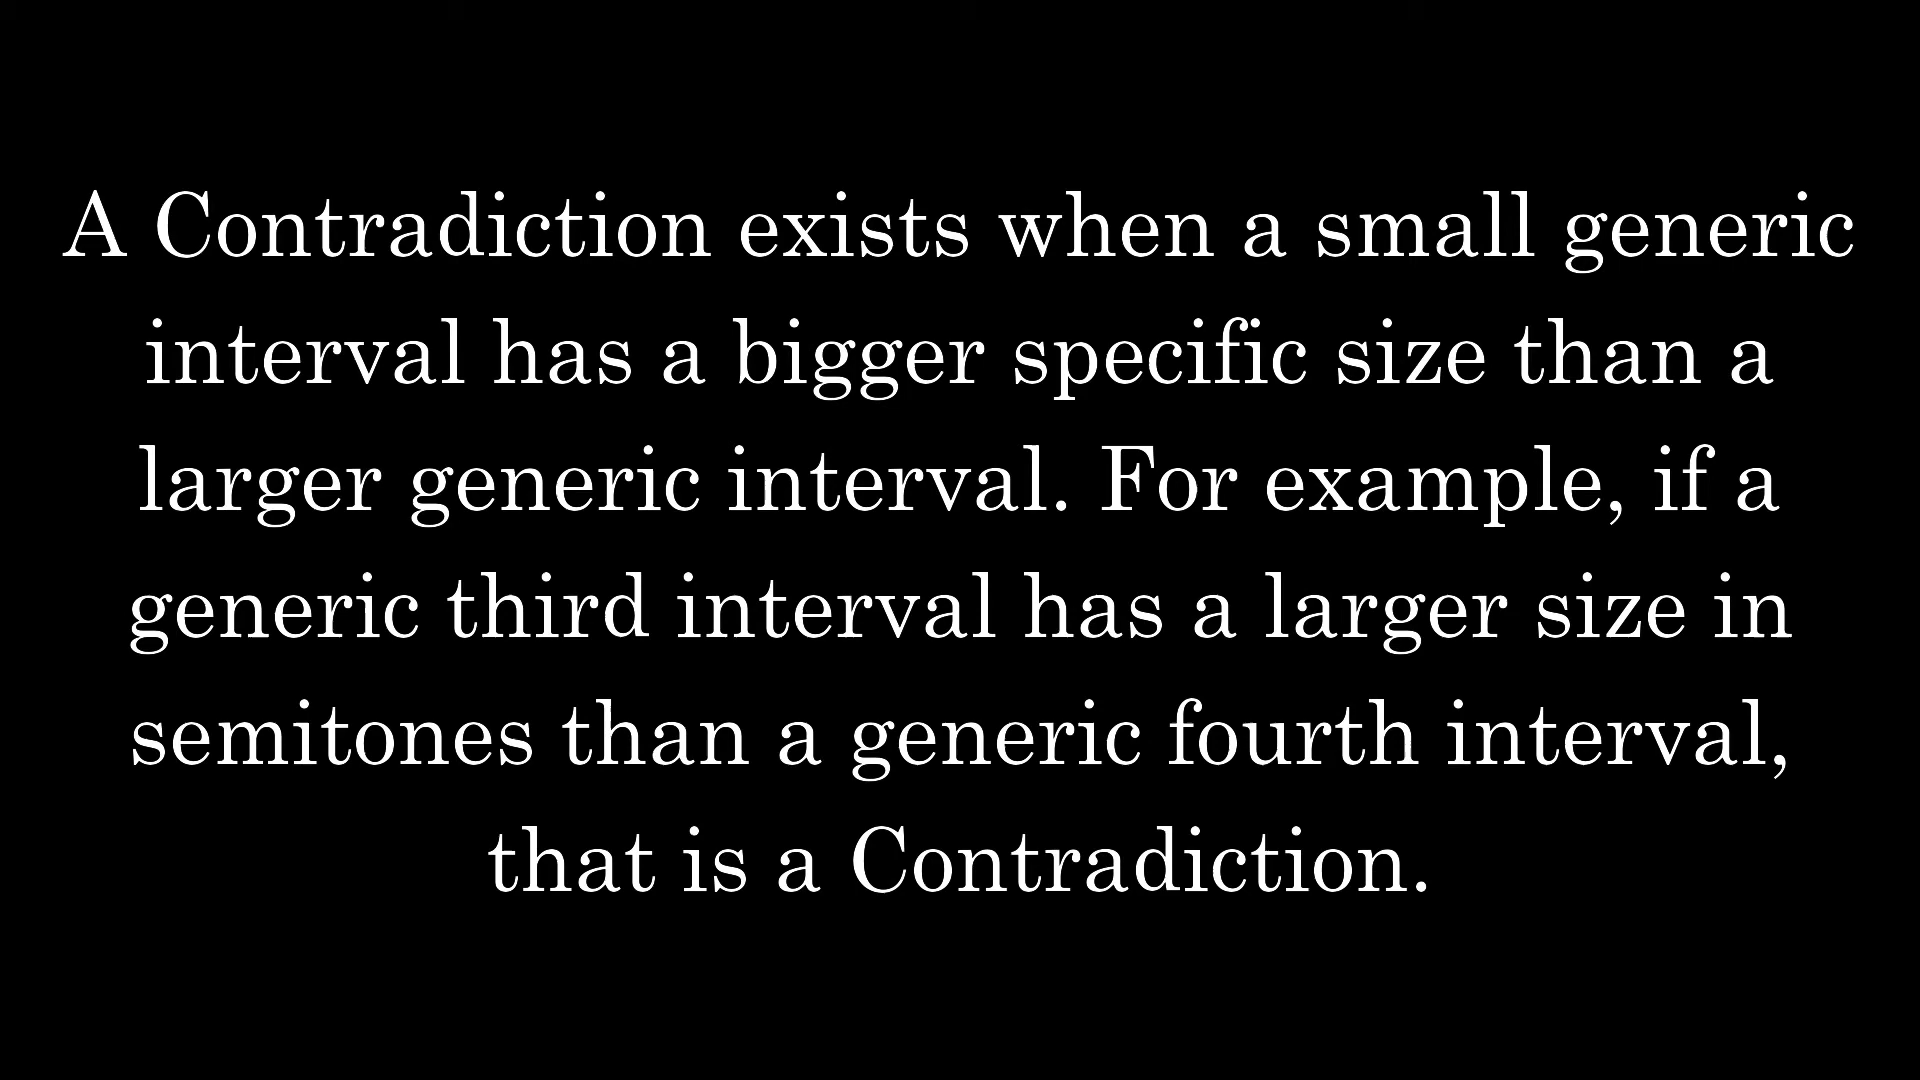 A Contradiction exists when a small generic
interval has a bigger specific size than a
larger generic interval. For example, if a
generic third interval has a larger size in
semitones than a generic fourth interval,
that is a Contradiction.